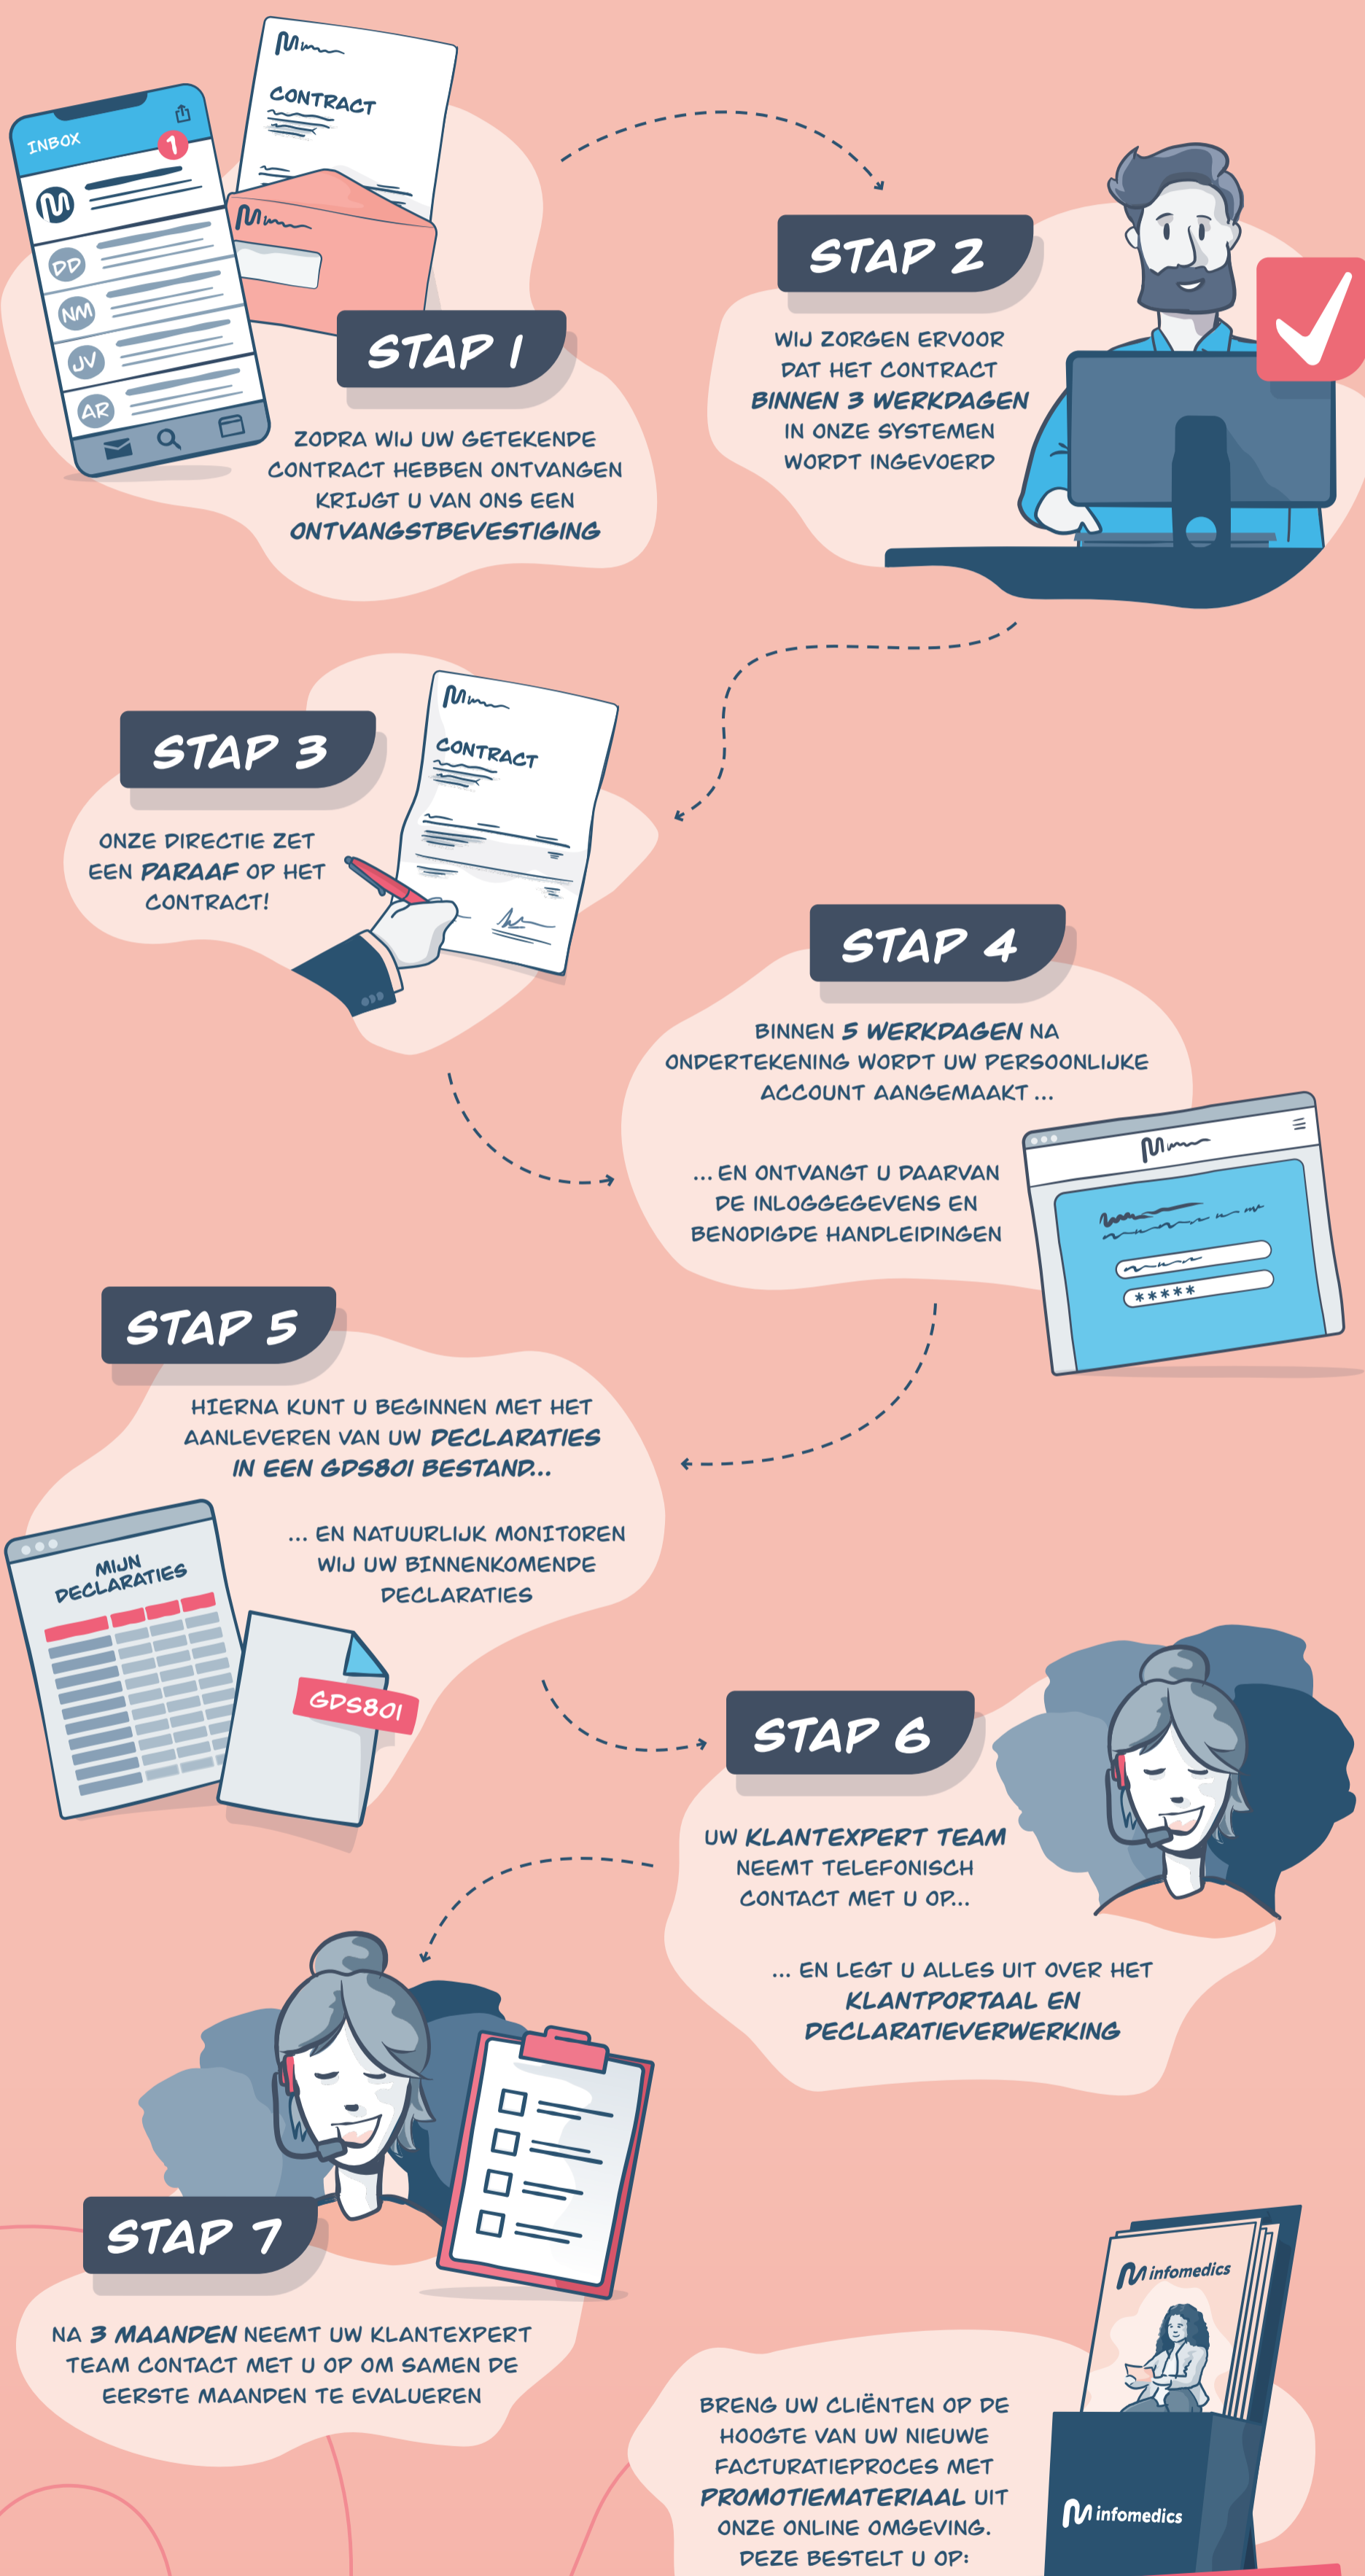 INBOX
1
DD
NM
JV
AR
CONTRACT
STAP 1
ZODRA WIJ UW GETEKENDE
CONTRACT HEBBEN ONTVANGEN
KRIJGT U VAN ONS EEN
ONTVANGSTBEVESTIGING
STAP 2
WIJ ZORGEN ERVOOR
DAT HET CONTRACT
BINNEN 3 WERKDAGEN
IN ONZE SYSTEMEN
WORDT INGEVOERD
STAP 3
ONZE DIRECTIE ZET
EEN PARAAF OP HET
CONTRACT!
CONTRACT
STAP 4
BINNEN 5 WERKDAGEN NA
ONDERTEKENING WORDT UW PERSOONLIJKE
ACCOUNT AANGEMAAKT ...
... EN ONTVANGT U DAARVAN
DE INLOGGEGEVENS EN
BENODIGDE HANDLEIDINGEN
*****
STAP 5
HIERNA KUNT U BEGINNEN MET HET
AANLEVEREN VAN UW DECLARATIES
IN EEN GDS801 BESTAND...
... EN NATUURLIJK MONITOREN
WIJ UW BINNENKOMENDE
DECLARATIES
MIJN
DECLARATIES
GDS801
STAP 6
UW KLANTEXPERT TEAM
NEEMT TELEFONISCH
CONTACT MET U OP...
... EN LEGT U ALLES UIT OVER HET
KLANTPORTAAL EN
DECLARATIEVERWERKING
STAP 7
NA 3 MAANDEN NEEMT UW KLANTEXPERT
TEAM CONTACT MET U OP OM SAMEN DE
EERSTE MAANDEN TE EVALUEREN
infomedics
BRENG UW CLIËNTEN OP DE
HOOGTE VAN UW NIEUWE
FACTURATIEPROCES MET
PROMOTIEMATERIAAL UIT
ONZE ONLINE OMGEVING.
DEZE BESTELT U OP:
infomedics